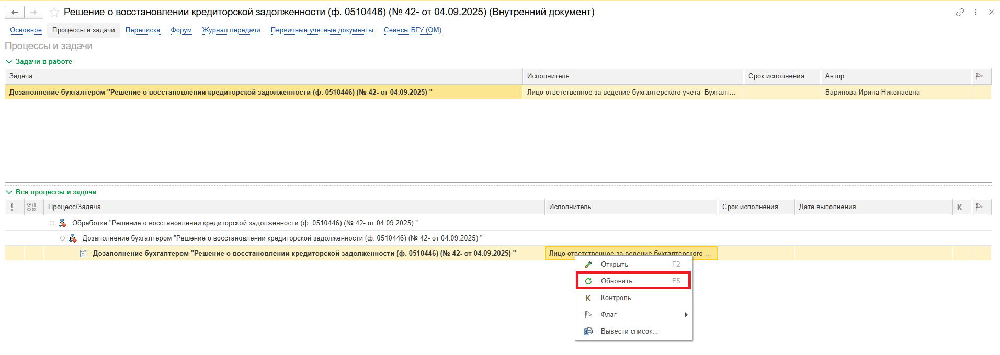 Решение о восстановлении кредиторской задолженности (ф. 0510446) (№ 42- от 04.09.2025) (Внутренний документ)
Основное Процессы и задачи Переписка Форум Журнал передачи Первичные учетные документы Сеансы БГУ (ОМ)
Процессы и задачи
Задачи в работе
Задача Исполнитель Срок исполнения Автор
Дозаполнение бухгалтером "Решение о восстановлении кредиторской задолженности (ф. 0510446) (№ 42- от 04.09.2025) " Лицо ответственное за ведение бухгалтерского учета_Бухгалт... Баринова Ирина Николаевна
Все процессы и задачи
Процесс/Задача Исполнитель Срок исполнения Дата выполнения К
Обработка "Решение о восстановлении кредиторской задолженности (ф. 0510446) (№ 42- от 04.09.2025) "
Дозаполнение бухгалтером "Решение о восстановлении кредиторской задолженности (ф. 0510446) (№ 42- от 04.09.2025) "
Дозаполнение бухгалтером "Решение о восстановлении кредиторской задолженности (ф. 0510446) (№ 42- от 04.09.2025) " Лицо ответственное за ведение бухгалтерского ...
Открыть F2
Обновить F5
К Контроль
Флаг
Вывести список...